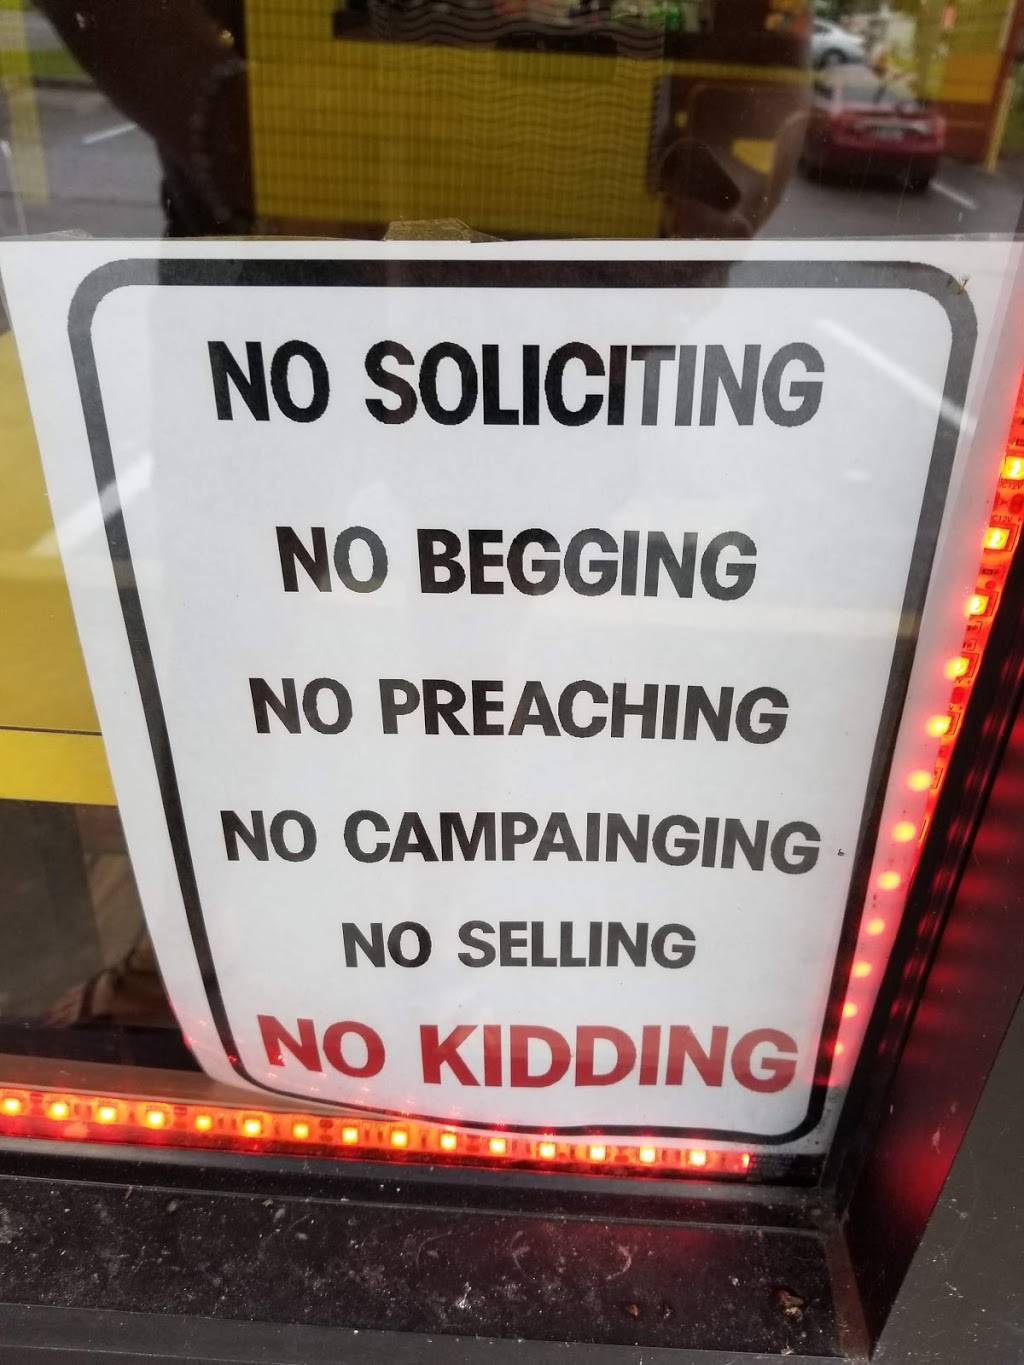 NO SOLICITING
NO BEGGING
NO PREACHING
NO CAMPAINGING
NO SELLING
NO KIDDING